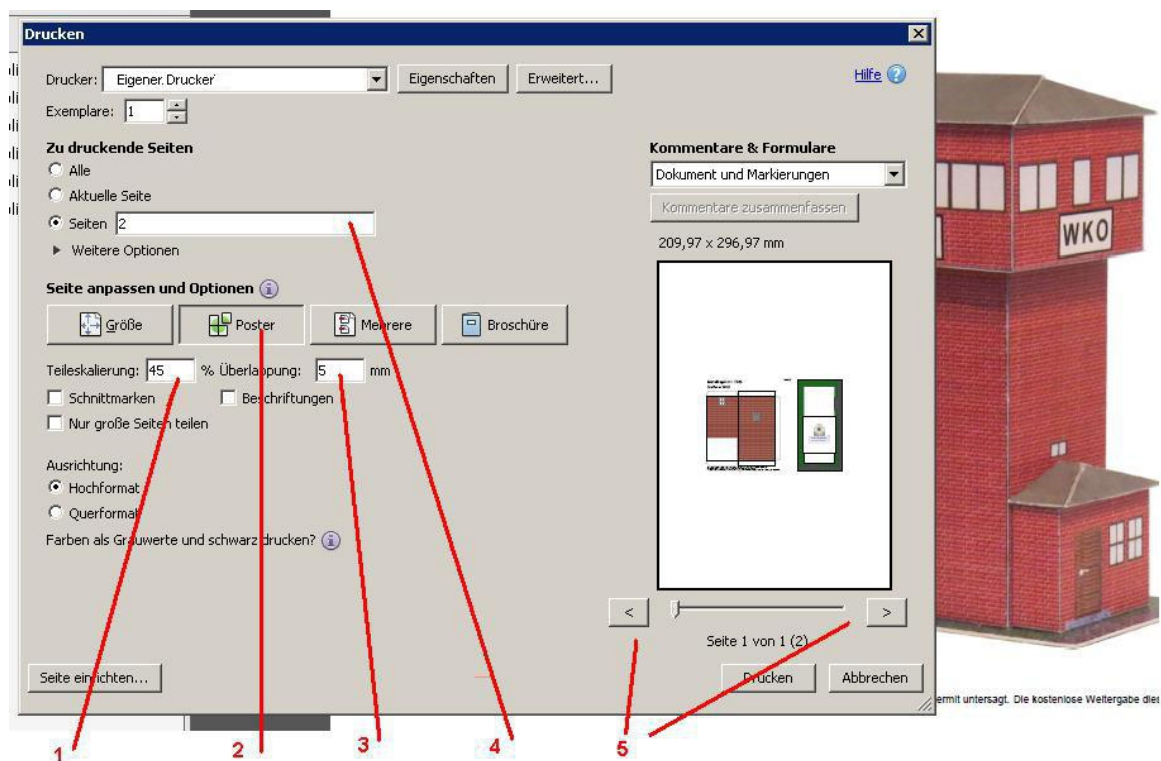 Drucken
Drucker: Eigener.Drucker
Eigenschaften
Erweitert...
Hilfe
Exemplare: 1
Zu druckende Seiten
Alle
Aktuelle Seite
Seiten 2
Weitere Optionen
Kommentare & Formulare
Dokument und Markierungen
Kommentare zusammenfassen
209,97 x 296,97 mm
Seite anpassen und Optionen
Größe
Poster
Mehrere
Broschüre
Teileskalierung: 45 % Überlappung: 5 mm
Schnittmarken
Beschriftungen
Nur große Seiten teilen
Ausrichtung:
Hochformat
Querformat
Farben als Grauwerte und schwarz drucken?
<
>
Seite 1 von 1 (2)
Seite einrichten...
Drucken
Abbrechen
WKO
untersagt. Die kostenlose Weitergabe
1
2
3
4
5